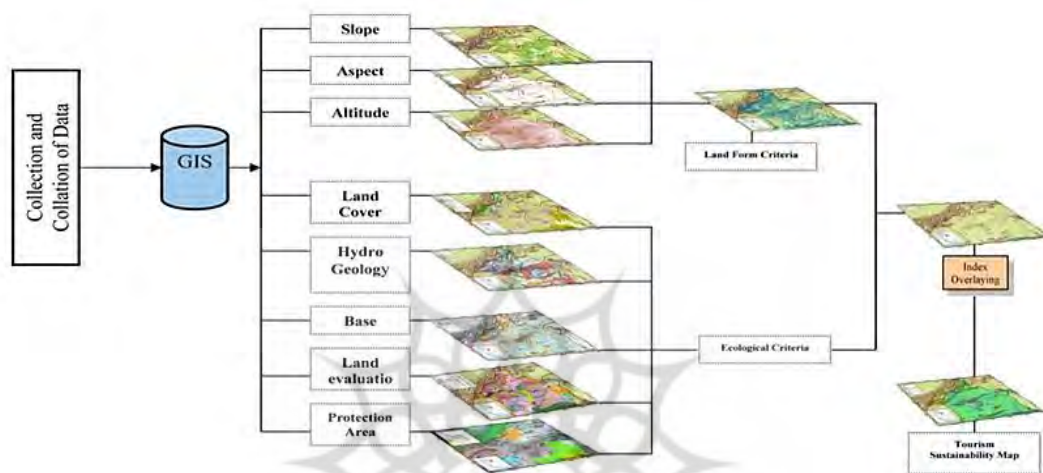 Collection and
Collation of Data
GIS
Slope
Aspect
Altitude
Land
Cover
Hydro
Geology
Base
Land
evaluatio
Protection
Area
Land Form Criteria
Ecological Criteria
Index
Overlaying
Tourism
Sustainability Map